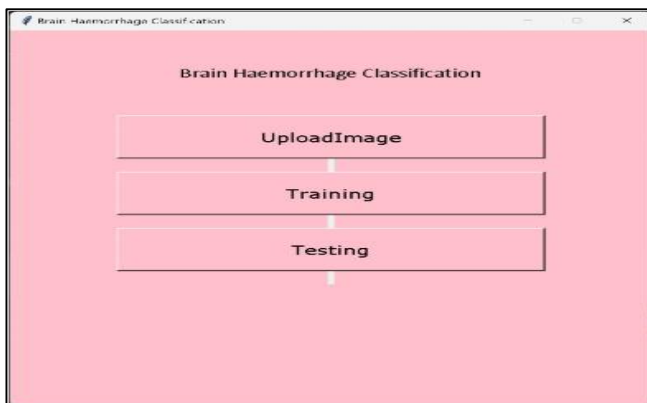 Brain Haemorrhage Classification
Brain Haemorrhage Classification
UploadImage
Training
Testing